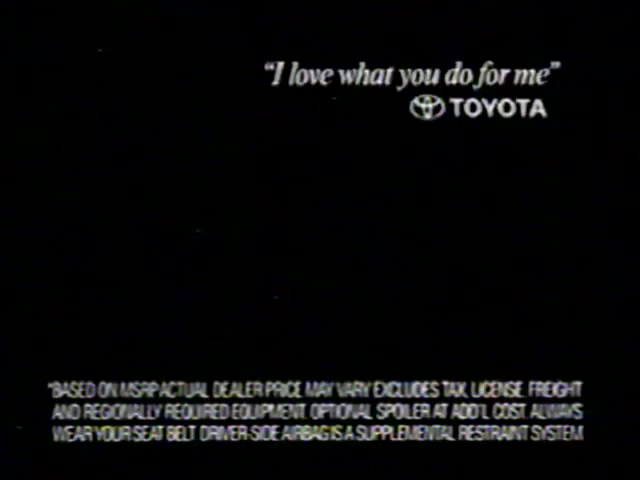 "I love what you do for me"
TOYOTA
*BASED ON MSRP ACTUAL DEALER PRICE MAY VARY EXCLUDES TAX, LICENSE, FREIGHT
AND REGIONALLY REQUIRED EQUIPMENT. OPTIONAL SPOILER AT ADD'L COST. ALWAYS
WEAR YOUR SEAT BELT DRIVER-SIDE AIRBAG IS A SUPPLEMENTAL RESTRAINT SYSTEM.